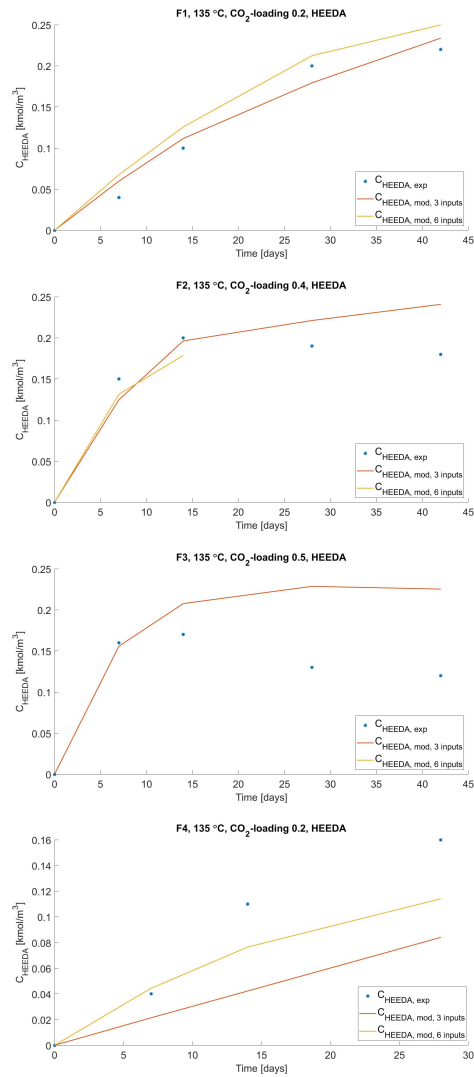 F1, 135 °C, CO2-loading 0.2, HEEDA
0.25
0.2
0.15
0.1
0.05
0
CHEEDA [kmol/m3]
CHEEDA, exp
CHEEDA, mod, 3 inputs
CHEEDA, mod, 6 inputs
0 5 10 15 20 25 30 35 40 45
Time [days]
F2, 135 °C, CO2-loading 0.4, HEEDA
0.25
0.2
0.15
0.1
0.05
0
CHEEDA [kmol/m3]
CHEEDA, exp
CHEEDA, mod, 3 inputs
CHEEDA, mod, 6 inputs
0 5 10 15 20 25 30 35 40 45
Time [days]
F3, 135 °C, CO2-loading 0.5, HEEDA
0.25
0.2
0.15
0.1
0.05
0
CHEEDA [kmol/m3]
CHEEDA, exp
CHEEDA, mod, 3 inputs
CHEEDA, mod, 6 inputs
0 5 10 15 20 25 30 35 40 45
Time [days]
F4, 135 °C, CO2-loading 0.2, HEEDA
0.16
0.14
0.12
0.1
0.08
0.06
0.04
0.02
0
CHEEDA [kmol/m3]
CHEEDA, exp
CHEEDA, mod, 3 inputs
CHEEDA, mod, 6 inputs
0 5 10 15 20 25 30
Time [days]